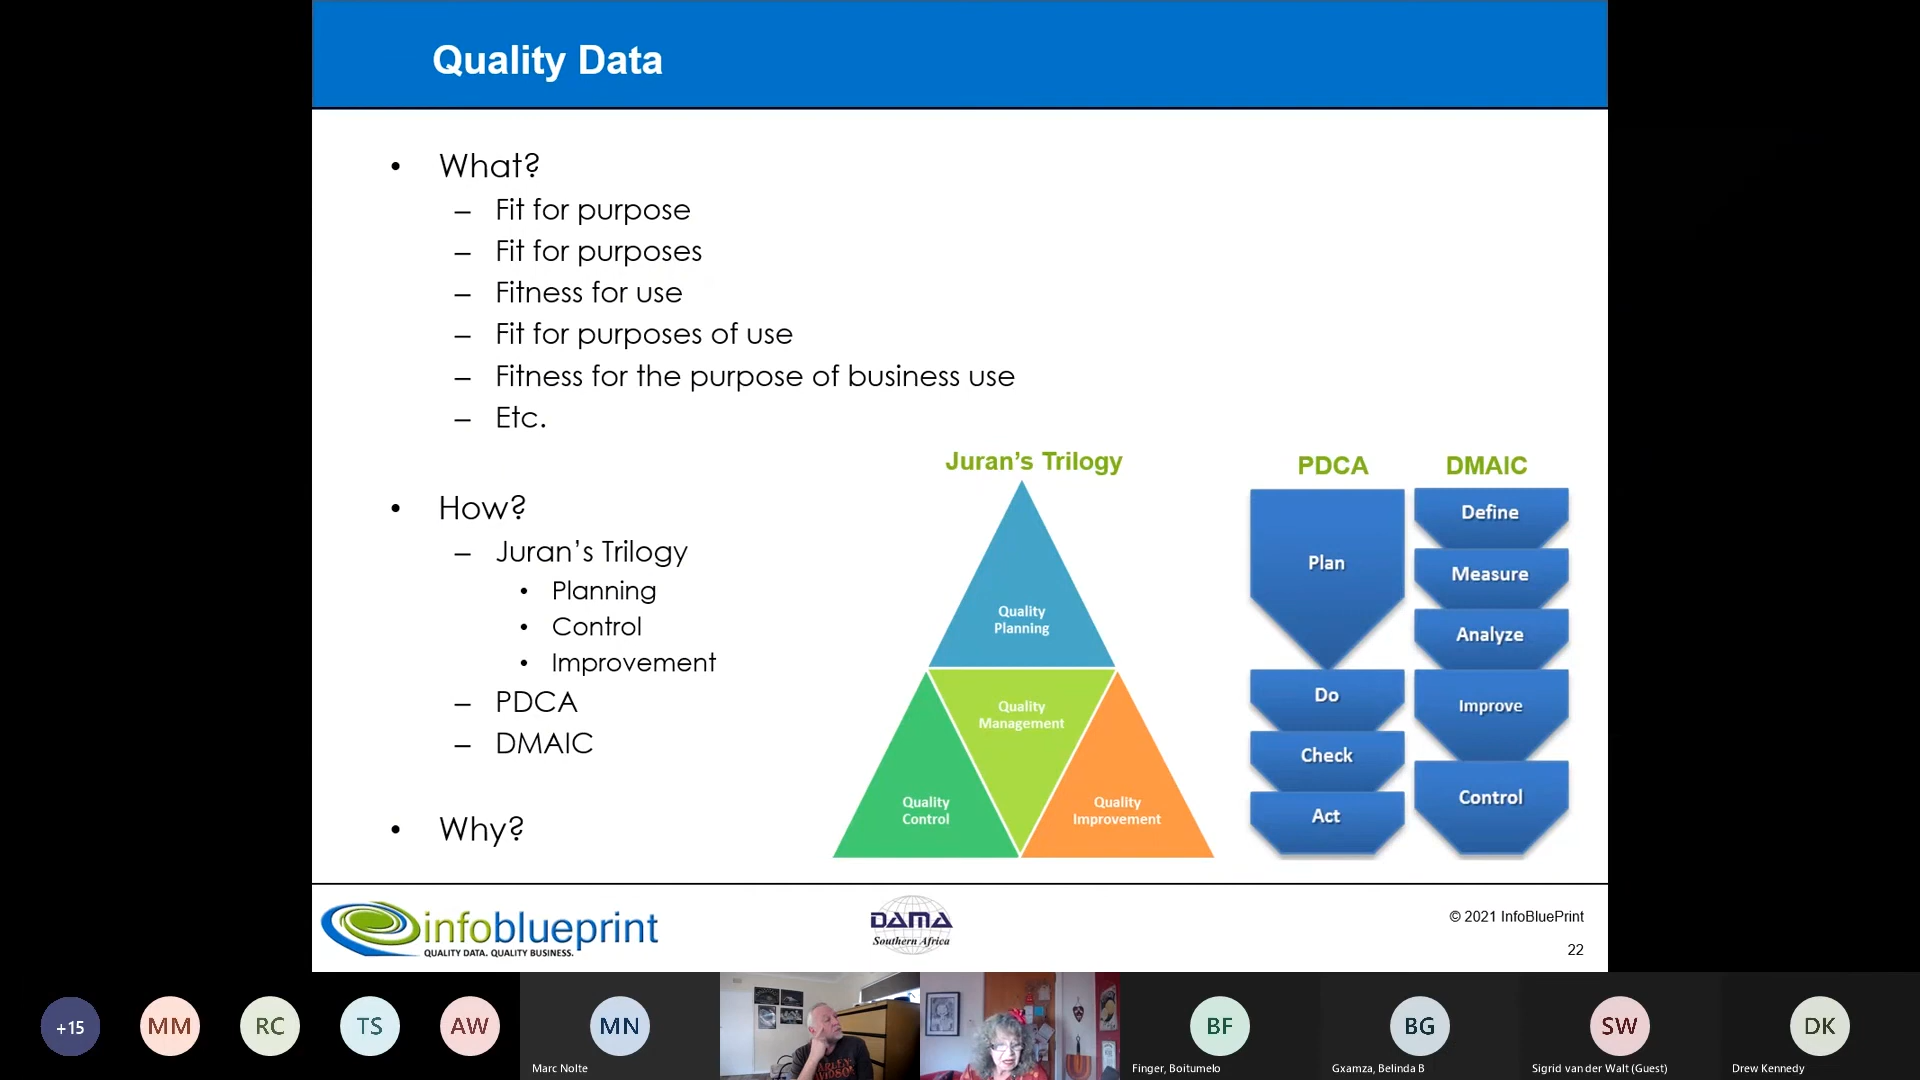 Quality Data
• What?
– Fit for purpose
– Fit for purposes
– Fitness for use
– Fit for purposes of use
– Fitness for the purpose of business use
– Etc.
• How?
– Juran’s Trilogy
• Planning
• Control
• Improvement
– PDCA
– DMAIC
• Why?
Juran’s Trilogy
Quality
Planning
Quality
Management
Quality
Control
Quality
Improvement
PDCA
Plan
Do
Check
Act
DMAIC
Define
Measure
Analyze
Improve
Control
infoblueprint
QUALITY DATA. QUALITY BUSINESS.
DAMA
Southern Africa
© 2021 InfoBluePrint
22
+15
MM
RC
TS
AW
MN
Marc Nolte
HARLEY
DAVIDSON
BF
Finger, Boitumelo
BG
Gxamza, Belinda B
SW
Sigrid van der Walt (Guest)
DK
Drew Kennedy